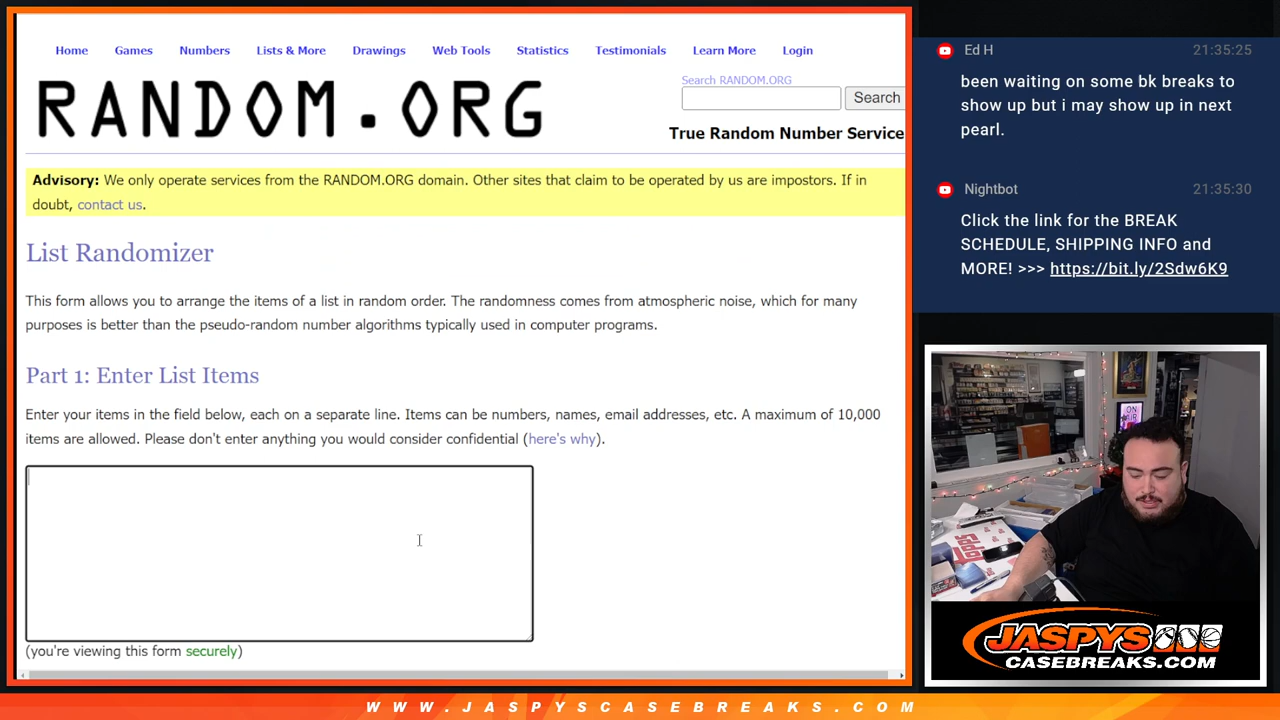 Home Games Numbers Lists & More Drawings Web Tools Statistics Testimonials Learn More Login
RANDOM.ORG
Search RANDOM.ORG
Search
True Random Number Service
Advisory: We only operate services from the RANDOM.ORG domain. Other sites that claim to be operated by us are impostors. If in
doubt, contact us.
List Randomizer
This form allows you to arrange the items of a list in random order. The randomness comes from atmospheric noise, which for many
purposes is better than the pseudo-random number algorithms typically used in computer programs.
Part 1: Enter List Items
Enter your items in the field below, each on a separate line. Items can be numbers, names, email addresses, etc. A maximum of 10,000
items are allowed. Please don't enter anything you would consider confidential (here's why).
(you're viewing this form securely)
Ed H 21:35:25
been waiting on some bk breaks to
show up but i may show up in next
pearl.
Nightbot 21:35:30
Click the link for the BREAK
SCHEDULE, SHIPPING INFO and
MORE! >>> https://bit.ly/2Sdw6K9
ON
TOPPS
JASPYS
CASEBREAKS.COM
WWW.JASPYSCASEBREAKS.COM